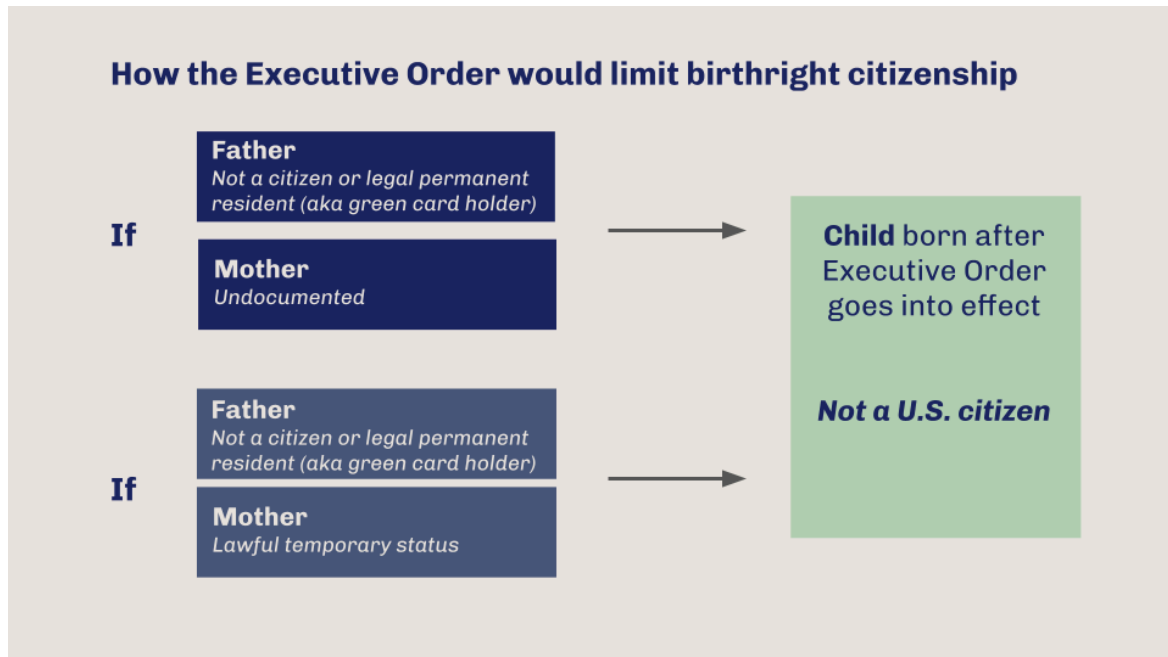 How the Executive Order would limit birthright citizenship
If
Father
Not a citizen or legal permanent
resident (aka green card holder)
Mother
Undocumented
If
Father
Not a citizen or legal permanent
resident (aka green card holder)
Mother
Lawful temporary status
Child born after
Executive Order
goes into effect
Not a U.S. citizen